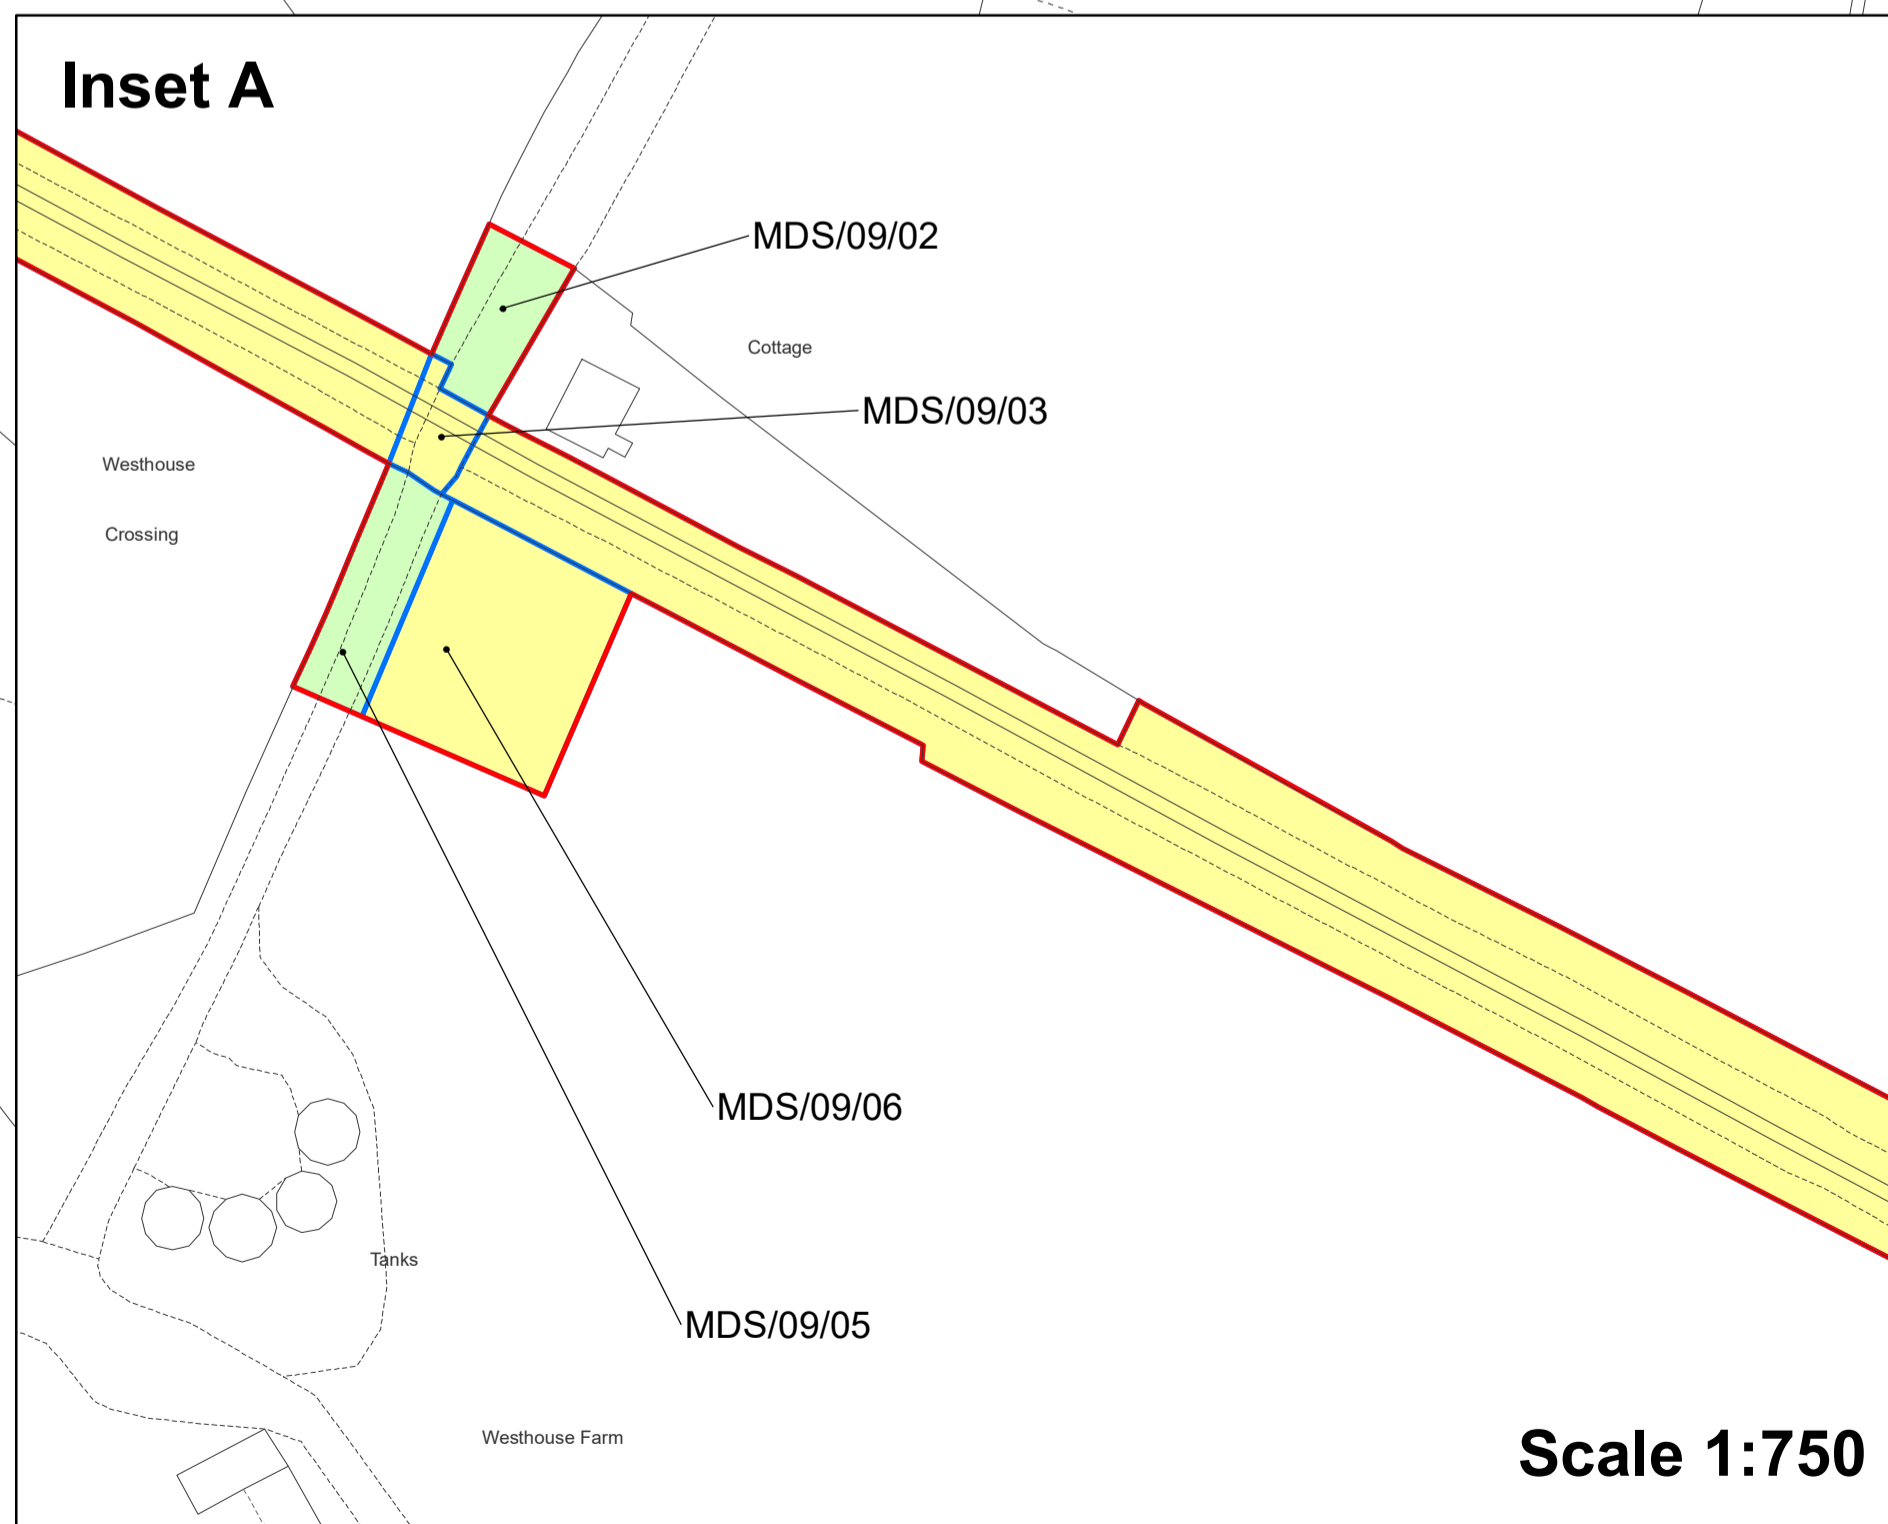 Inset A
MDS/09/02
Cottage
MDS/09/03
Westhouse
Crossing
MDS/09/06
Tanks
MDS/09/05
Westhouse Farm
Scale 1:750